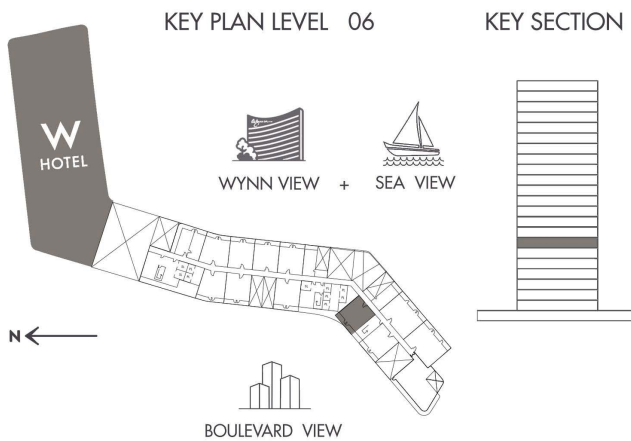 KEY PLAN LEVEL 06
KEY SECTION
W
HOTEL
WYNN VIEW + SEA VIEW
N
BOULEVARD VIEW